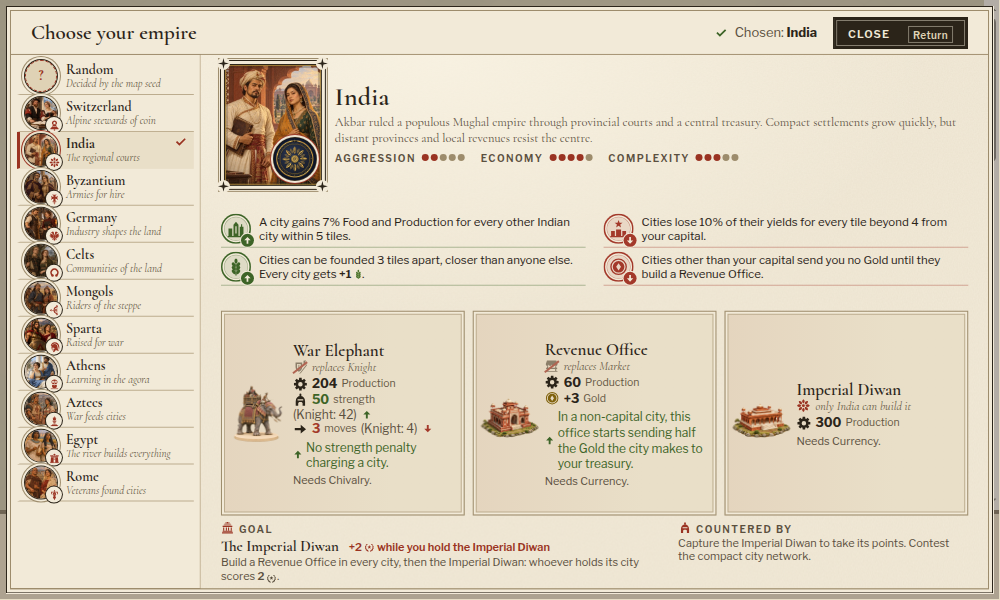 Choose your empire
Chosen: India
CLOSE Return
?
Random
Decided by the map seed
Switzerland
Alpine stewards of coin
India
The regional courts
Byzantium
Armies for hire
Germany
Industry shapes the land
Celts
Communities of the land
Mongols
Riders of the steppe
Sparta
Raised for war
Athens
Learning in the agora
Aztecs
War feeds cities
Egypt
The river builds everything
Rome
Veterans found cities
India
Akbar ruled a populous Mughal empire through provincial courts and a central treasury. Compact settlements grow quickly, but
distant provinces and local revenues resist the centre.
AGGRESSION ECONOMY COMPLEXITY
A city gains 7% Food and Production for every other Indian
city within 5 tiles.
Cities can be founded 3 tiles apart, closer than anyone else.
Every city gets +1 .
Cities lose 10% of their yields for every tile beyond 4 from
your capital.
Cities other than your capital send you no Gold until they
build a Revenue Office.
War Elephant
replaces Knight
204 Production
50 strength
(Knight: 42)
3 moves (Knight: 4)
No strength penalty
charging a city.
Needs Chivalry.
Revenue Office
replaces Market
60 Production
+3 Gold
In a non-capital city, this
office starts sending half
the Gold the city makes to
your treasury.
Needs Currency.
Imperial Diwan
only India can build it
300 Production
Needs Currency.
GOAL
The Imperial Diwan +2 while you hold the Imperial Diwan
Build a Revenue Office in every city, then the Imperial Diwan: whoever holds its city
scores 2 .
COUNTERED BY
Capture the Imperial Diwan to take its points. Contest
the compact city network.